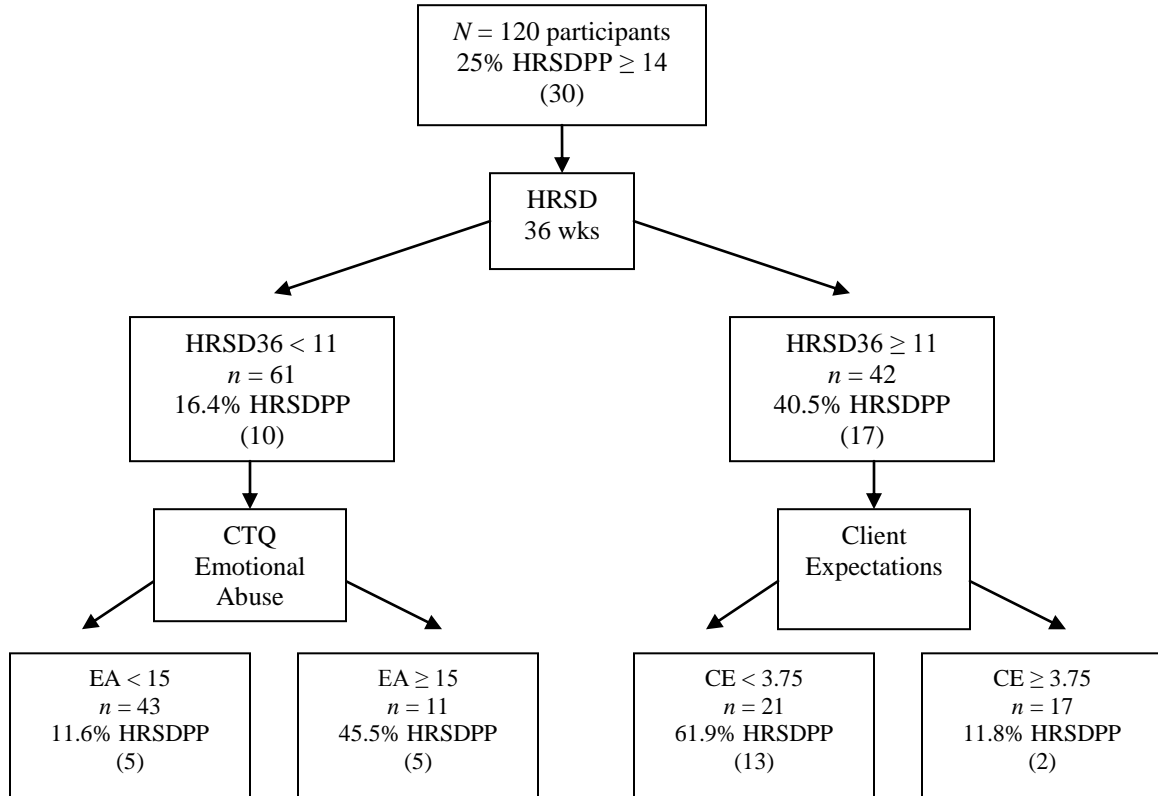 N = 120 participants
25% HRSDPP ≥ 14
(30)
HRSD
36 wks
HRSD36 < 11
n = 61
16.4% HRSDPP
(10)
HRSD36 ≥ 11
n = 42
40.5% HRSDPP
(17)
CTQ
Emotional
Abuse
Client
Expectations
EA < 15
n = 43
11.6% HRSDPP
(5)
EA ≥ 15
n = 11
45.5% HRSDPP
(5)
CE < 3.75
n = 21
61.9% HRSDPP
(13)
CE ≥ 3.75
n = 17
11.8% HRSDPP
(2)